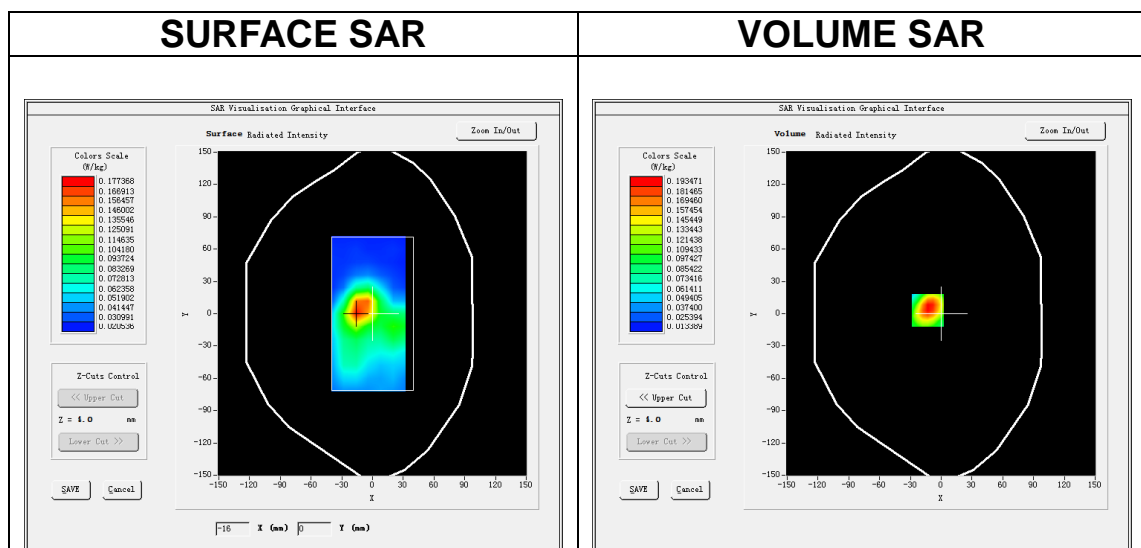 SURFACE SAR
VOLUME SAR
SAR Visualisation Graphical Interface
Surface Radiated Intensity
Zoom In/Out
Colors Scale
(W/kg)
0.177368
0.166913
0.156457
0.146002
0.135546
0.125091
0.114635
0.104180
0.093724
0.083269
0.072813
0.062358
0.051902
0.041447
0.030991
0.020536
Z-Cuts Control
<< Upper Cut
Z = 4.0 mm
Lower Cut >>
SAVE Cancel
150
120
90
60
30
0
-30
-60
-90
-120
-150
Y
-150 -120 -90 -60 -30 0 30 60 90 120 150
X
-16 X (mm) 0 Y (mm)
SAR Visualisation Graphical Interface
Volume Radiated Intensity
Zoom In/Out
Colors Scale
(W/kg)
0.193471
0.181465
0.169460
0.157454
0.145449
0.133443
0.121438
0.109433
0.097427
0.085422
0.073416
0.061411
0.049405
0.037400
0.025394
0.013389
Z-Cuts Control
<< Upper Cut
Z = 4.0 mm
Lower Cut >>
SAVE Cancel
150
120
90
60
30
0
-30
-60
-90
-120
-150
Y
-150 -120 -90 -60 -30 0 30 60 90 120 150
X